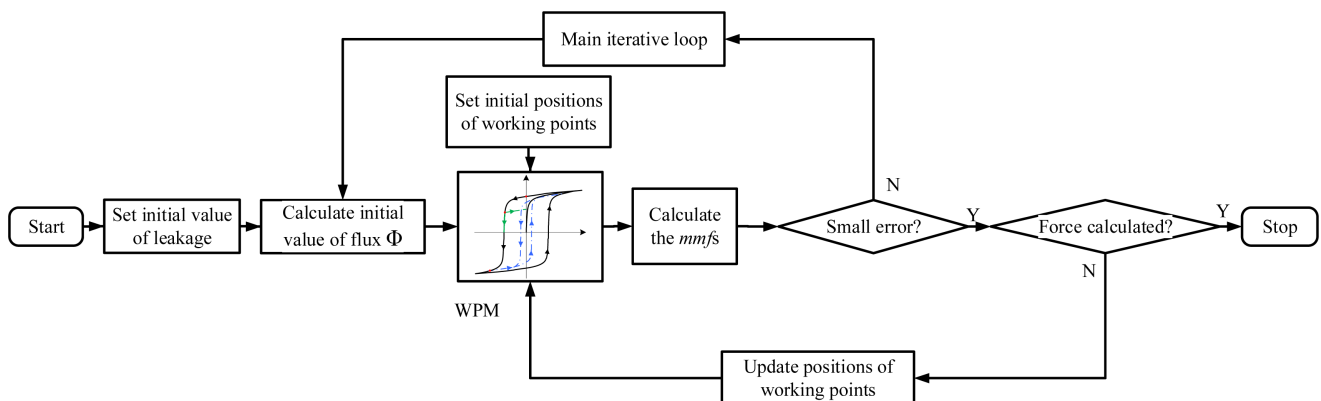 Main iterative loop
Set initial positions
of working points
Start
Set initial value
of leakage
Calculate initial
value of flux Φ
WPM
Calculate
the mmfs
Small error?
N
Y
Force calculated?
Y
N
Stop
Update positions of
working points